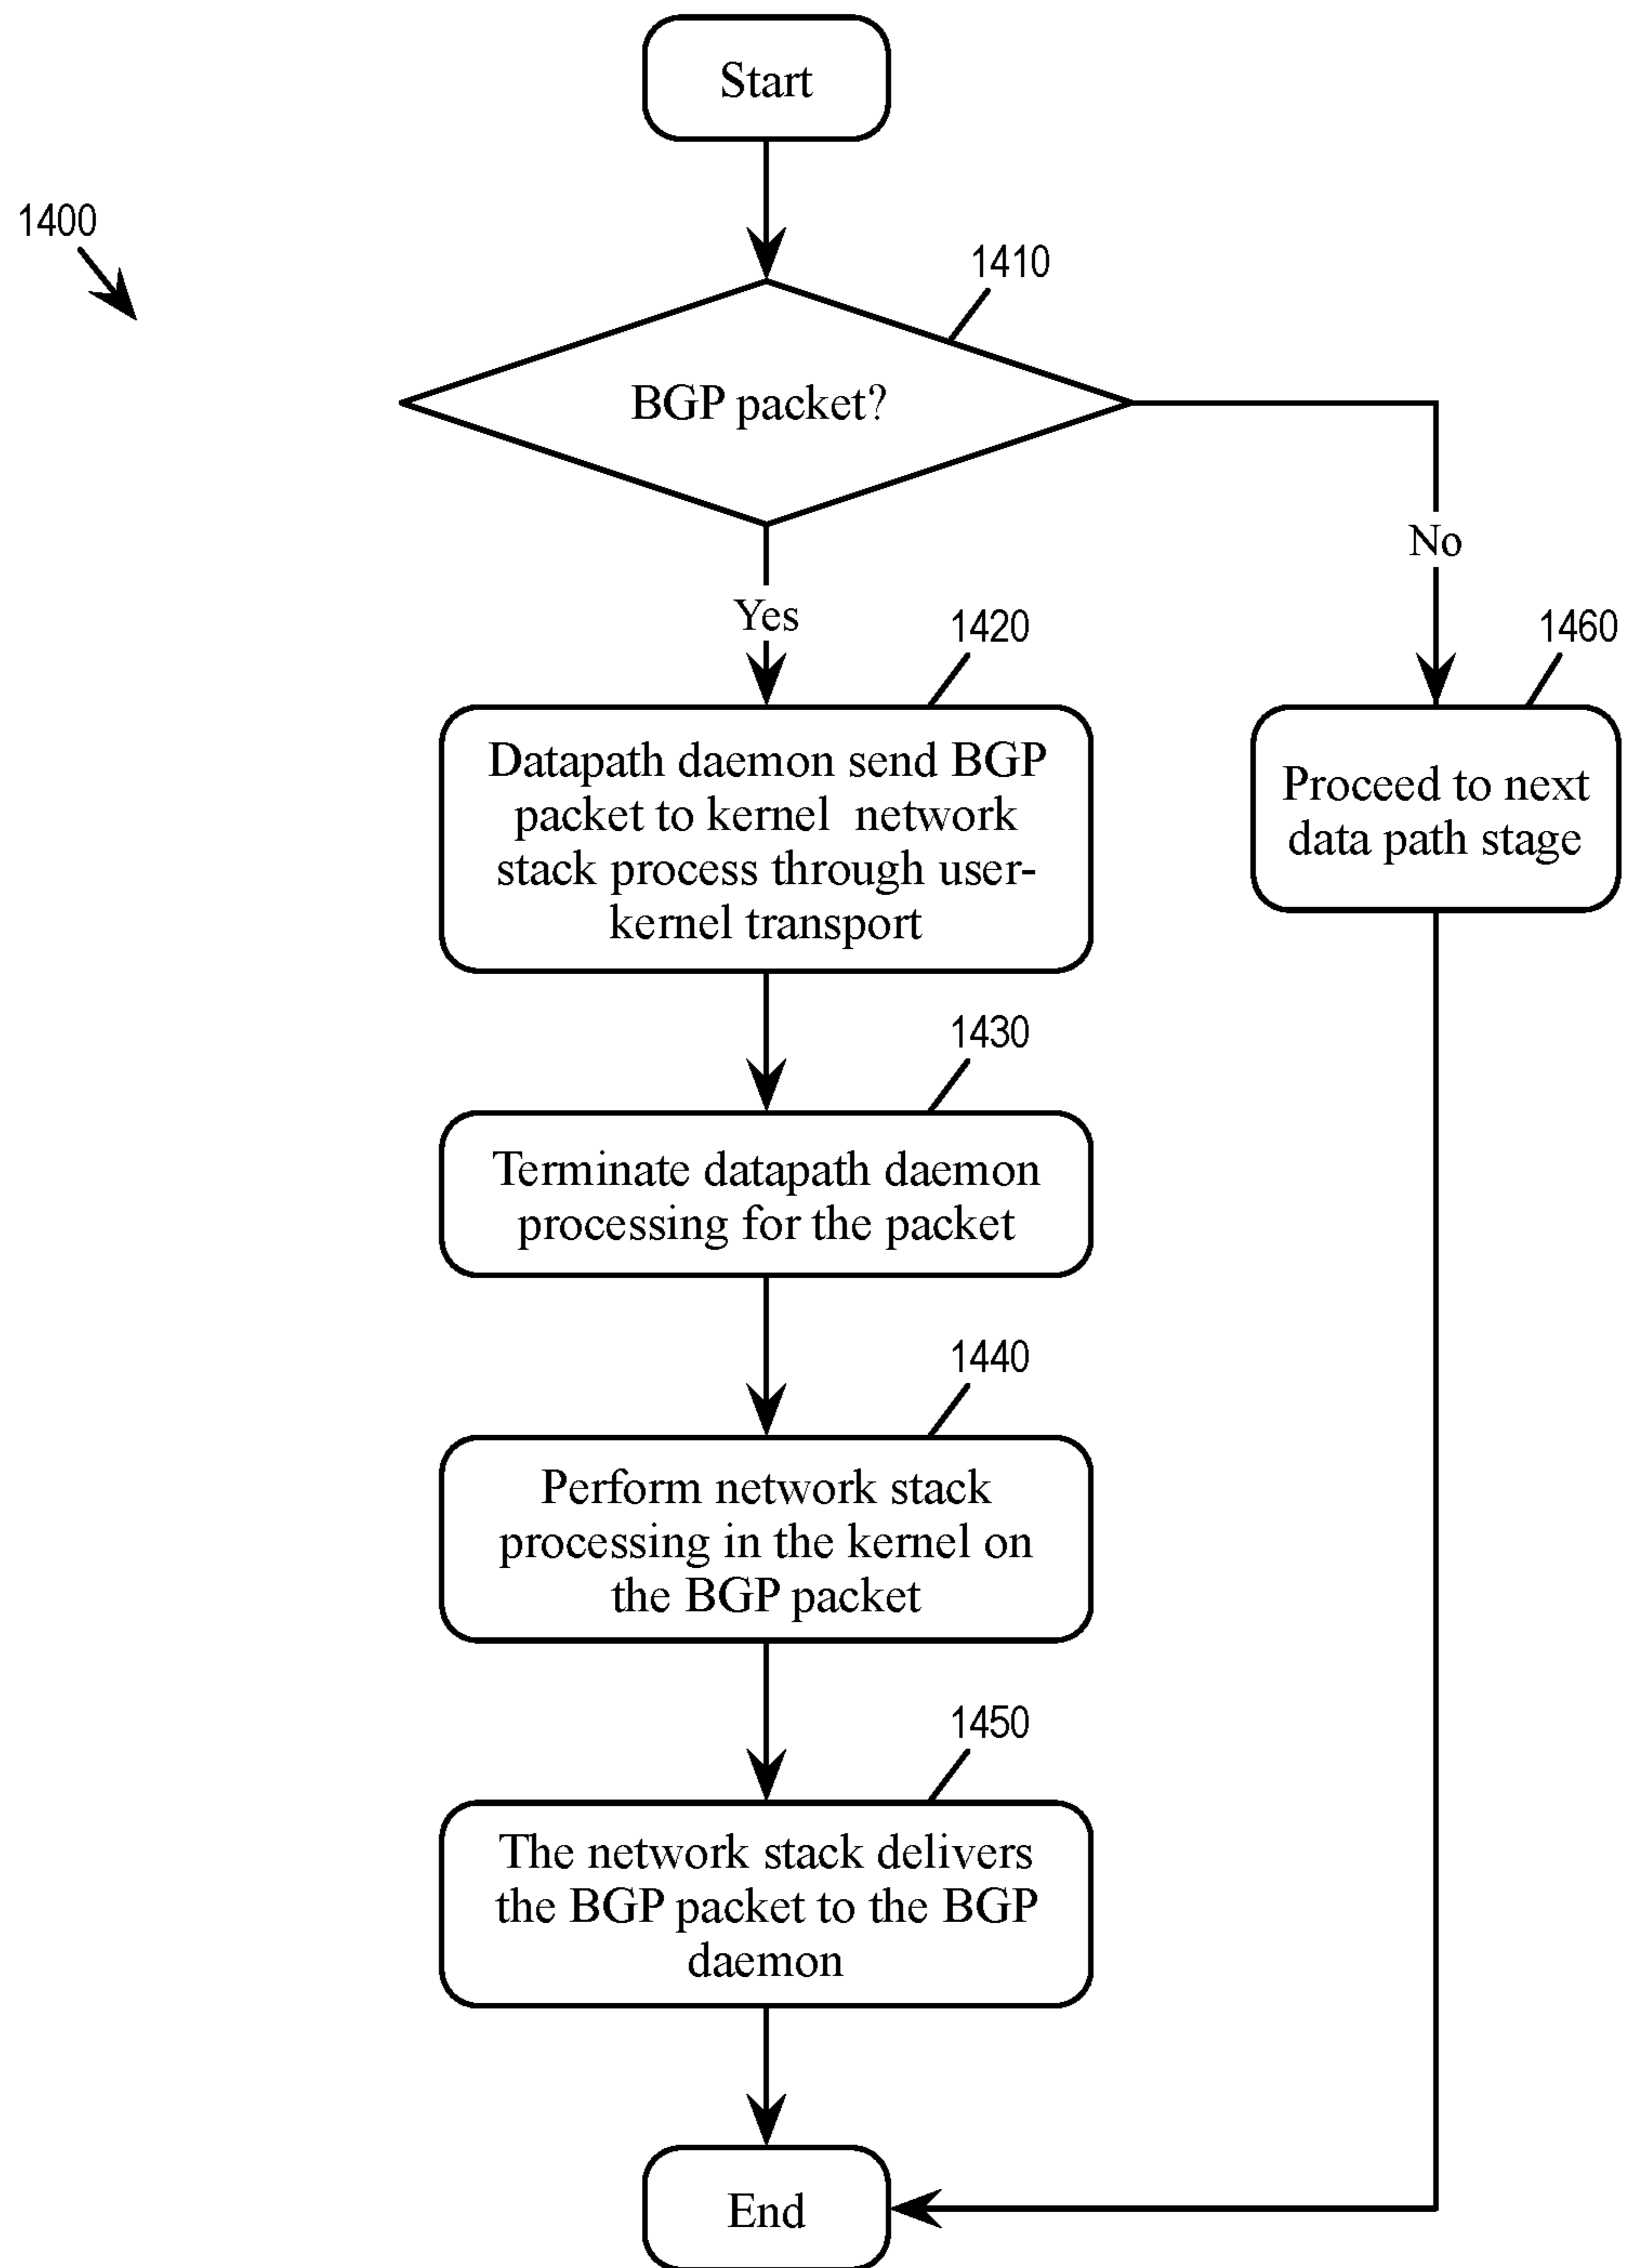 Start
1400
1410
BGP packet?
No
Yes
1420
1460
Datapath daemon send BGP
packet to kernel network
stack process through user-
kernel transport
Proceed to next
data path stage
1430
Terminate datapath daemon
processing for the packet
1440
Perform network stack
processing in the kernel on
the BGP packet
1450
The network stack delivers
the BGP packet to the BGP
daemon
End